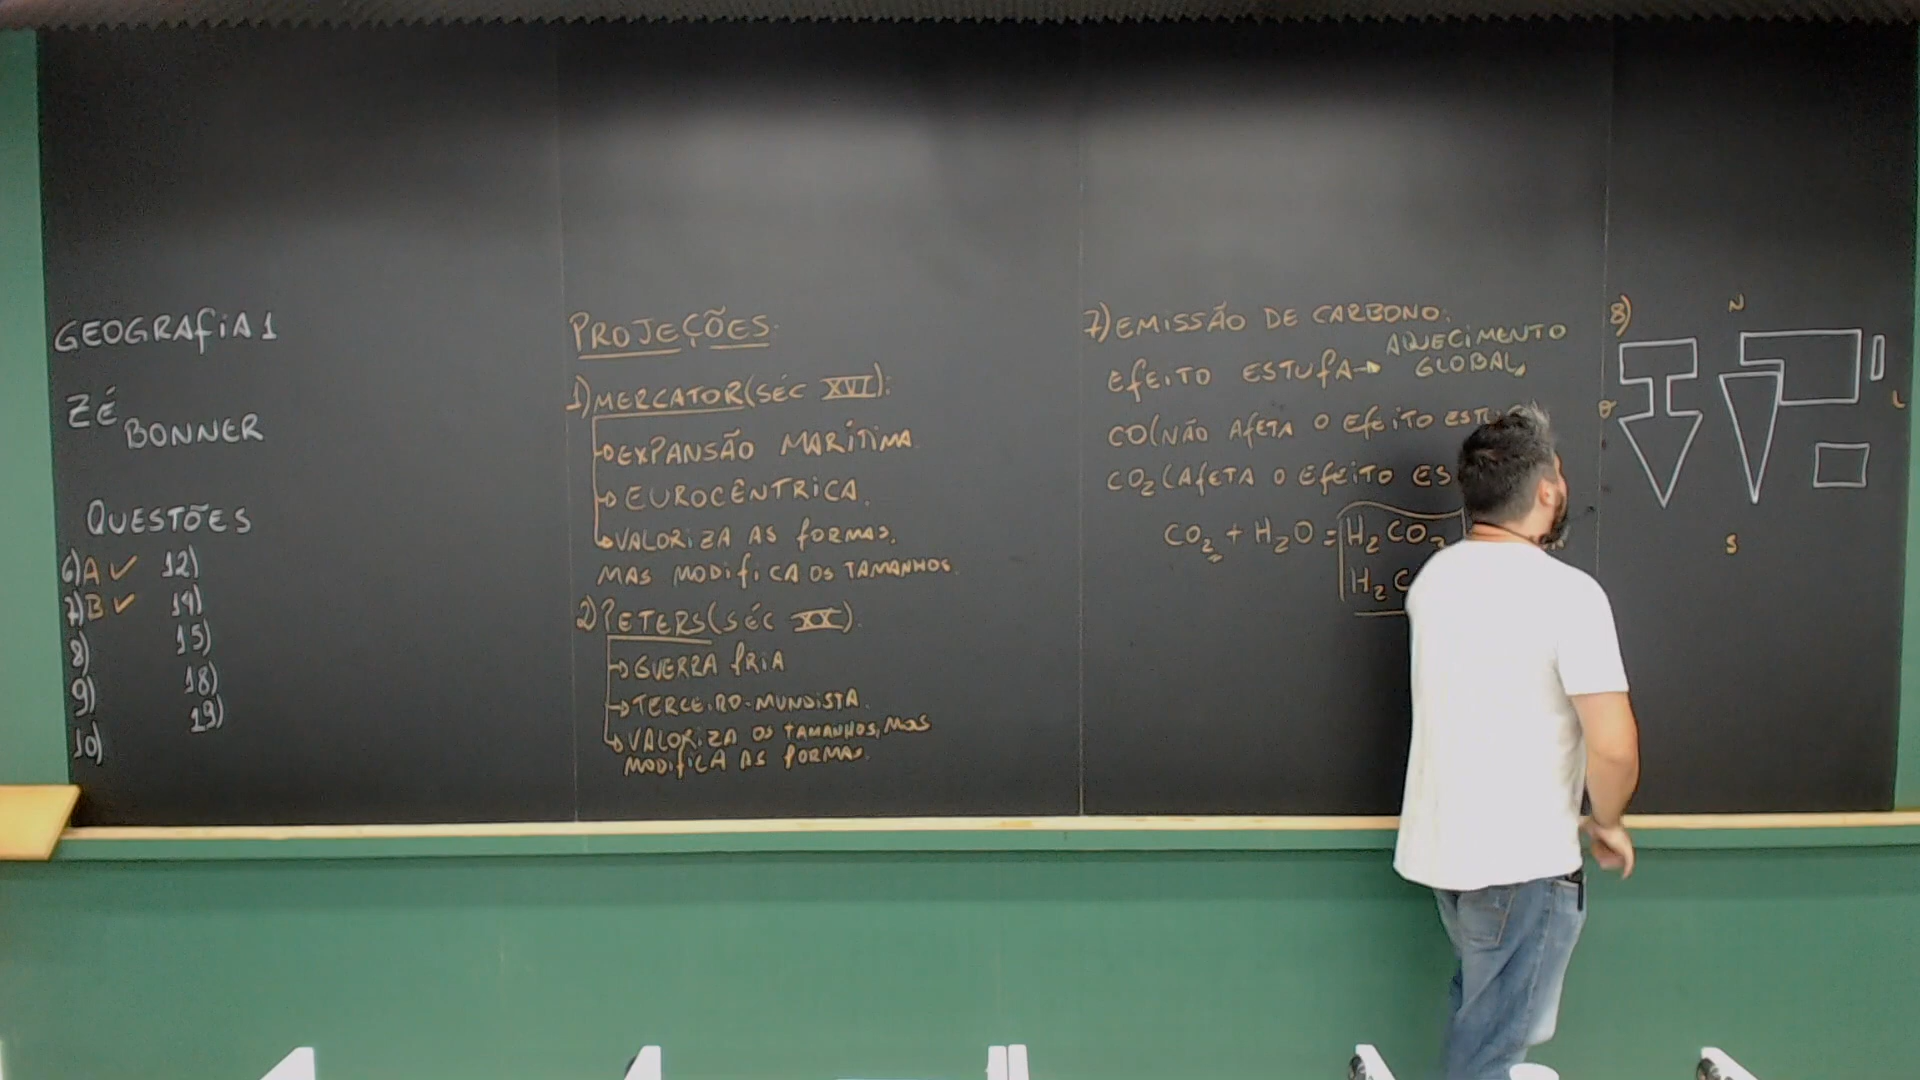 GEOGRAFIA 1
ZÉ
BONNER
QUESTÕES
6) A ✓ 12)
7) B ✓ 14)
8) 15)
9) 18)
10) 19)
PROJEÇÕES:
1) MERCATOR (SÉC XVI):
EXPANSÃO MARÍTIMA
EUROCÊNTRICA.
VALORIZA AS FORMAS,
MAS MODIFICA OS TAMANHOS
2) PETERS (SÉC XX).
GUERRA FRIA
TERCEIRO-MUNDISTA.
VALORIZA OS TAMANHOS, MAS
MODIFICA AS FORMAS.
7) EMISSÃO DE CARBONO.
EFEITO ESTUFA → AQUECIMENTO
GLOBAL,
CO (NÃO AFETA O EFEITO
CO2 (AFETA O EFEITO
CO2 + H2O = H2CO
H2
8)
N
O
L
S